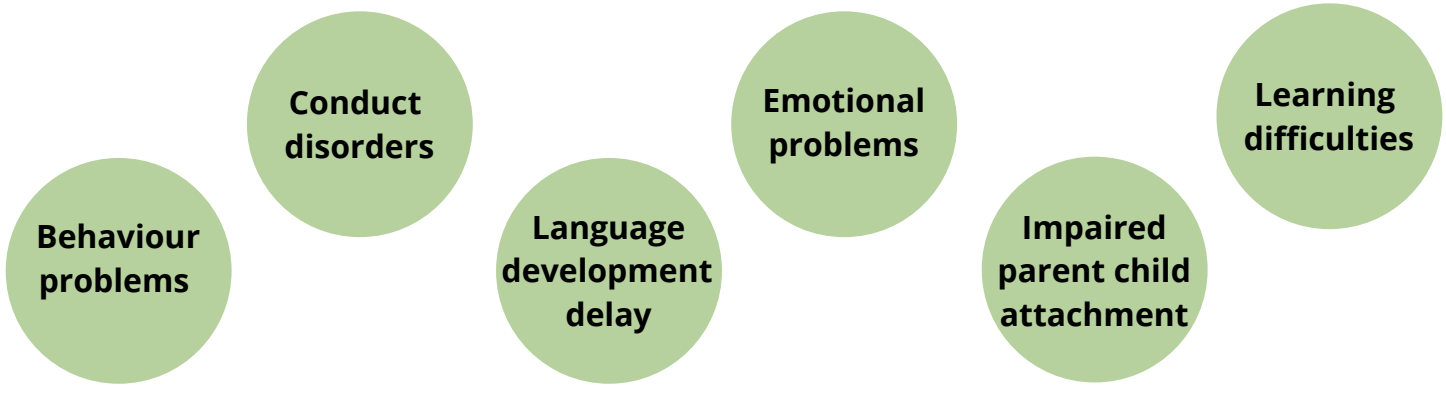 Behaviour
problems
Conduct
disorders
Language
development
delay
Emotional
problems
Impaired
parent child
attachment
Learning
difficulties